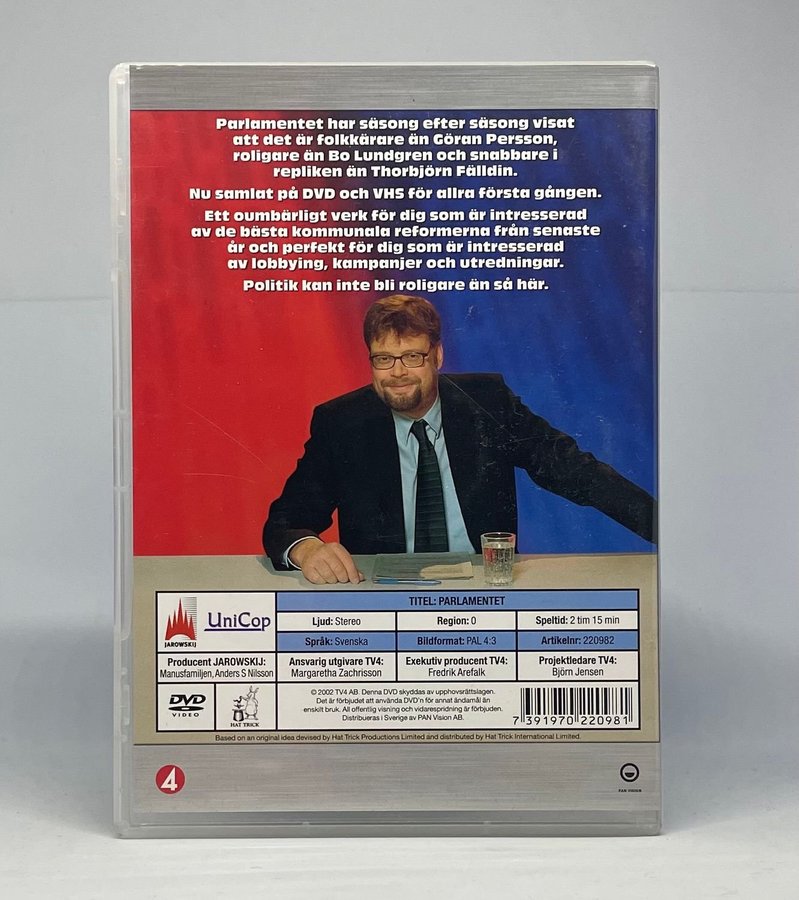 Parlamentet har säsong efter säsong visat
att det är folkkärare än Göran Persson,
roligare än Bo Lundgren och snabbare i
repliken än Thorbjörn Fälldin.
Nu samlat på DVD och VHS för allra första gången.
Ett oumbärligt verk för dig som är intresserad
av de bästa kommunala reformerna från senaste
år och perfekt för dig som är intresserad
av lobbying, kampanjer och utredningar.
Politik kan inte bli roligare än så här.
JAROWSKIJ
UniCop
TITEL: PARLAMENTET
Ljud: Stereo
Region: 0
Speltid: 2 tim 15 min
Språk: Svenska
Bildformat: PAL 4:3
Artikelnr: 220982
Producent JAROWSKIJ:
Manusfamiljen, Anders S Nilsson
Ansvarig utgivare TV4:
Margaretha Zachrisson
Exekutiv producent TV4:
Fredrik Arefalk
Projektledare TV4:
Björn Jensen
DVD
VIDEO
HAT TRICK
© 2002 TV4 AB. Denna DVD skyddas av upphovsrättslagen.
Det är förbjudet att använda DVD'n för annat ändamål än
enskilt bruk. All offentlig visning och vidarespridning är förbjuden.
Distribueras i Sverige av PAN Vision AB.
7 391970 220981
Based on an original idea devised by Hat Trick Productions Limited and distributed by Hat Trick International Limited.
4
PAN VISION